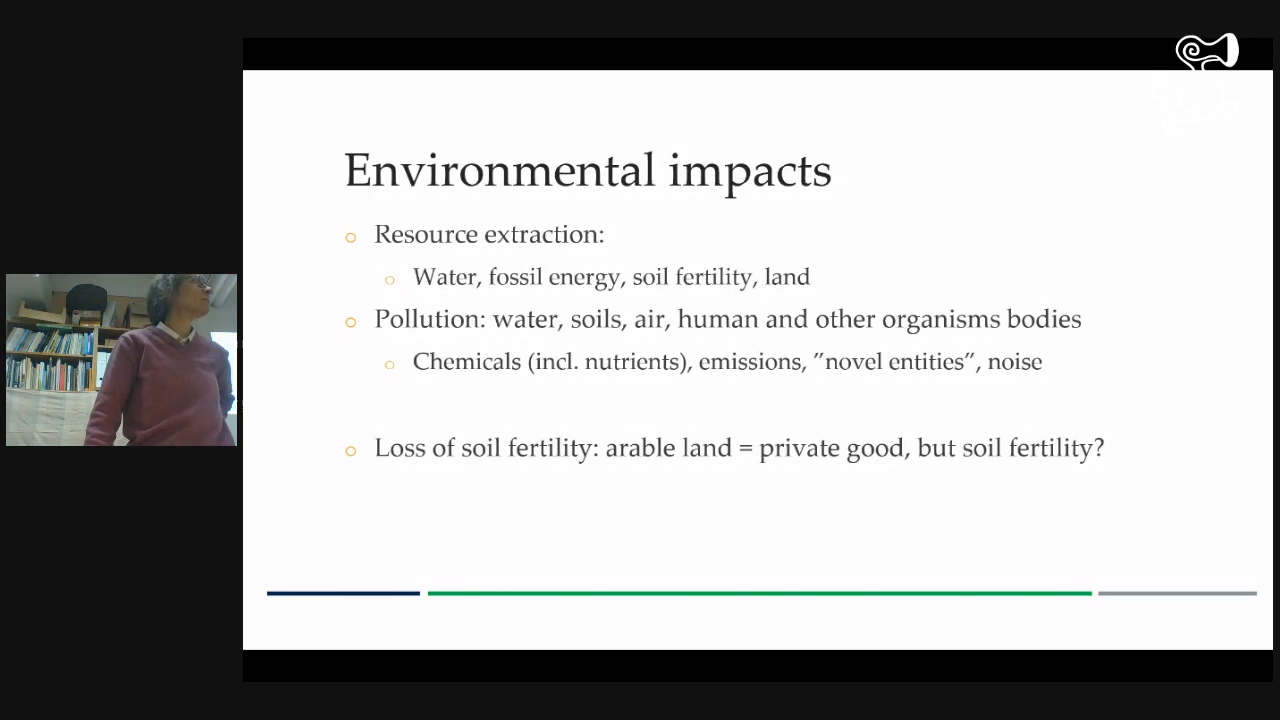 Environmental impacts
Resource extraction:
Water, fossil energy, soil fertility, land
Pollution: water, soils, air, human and other organisms bodies
Chemicals (incl. nutrients), emissions, ”novel entities”, noise
Loss of soil fertility: arable land = private good, but soil fertility?